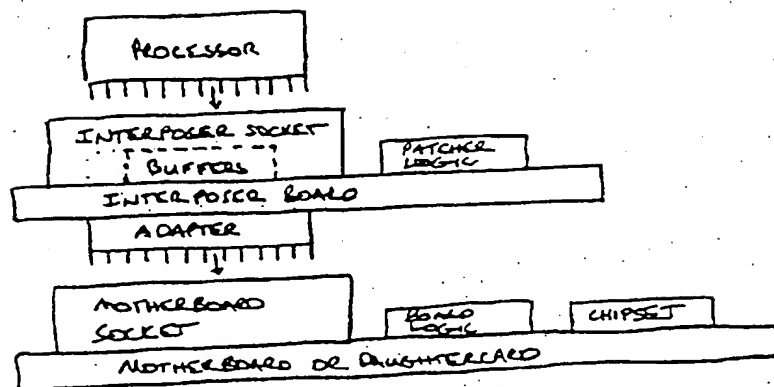 PROCESSOR
INTERPOSER SOCKET
BUFFERS
PATCHER
LOGIC
INTERPOSER BOARD
ADAPTER
MOTHERBOARD
SOCKET
BOARD
LOGIC
CHIPSET
MOTHERBOARD OR DAUGHTERCARD